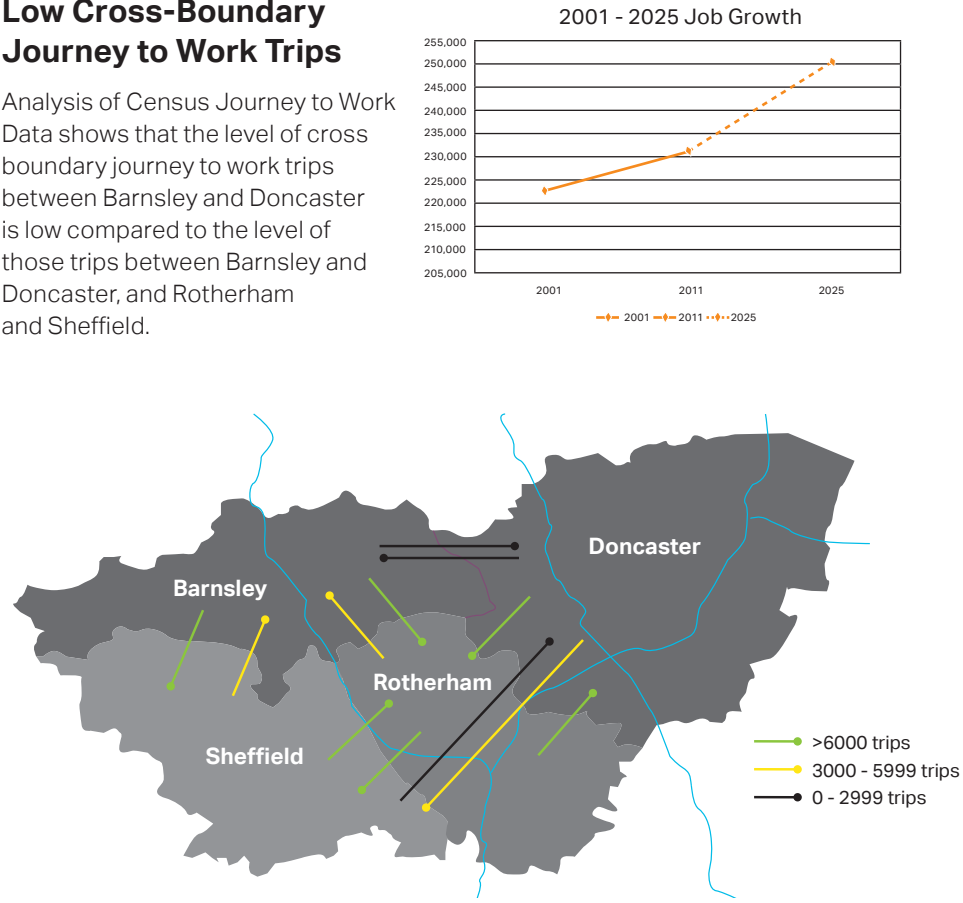 Low Cross-Boundary
Journey to Work Trips
Analysis of Census Journey to Work
Data shows that the level of cross
boundary journey to work trips
between Barnsley and Doncaster
is low compared to the level of
those trips between Barnsley and
Doncaster, and Rotherham
and Sheffield.
2001 - 2025 Job Growth
255,000
250,000
245,000
240,000
235,000
230,000
225,000
220,000
215,000
210,000
205,000
2001 2011 2025
2001 2011 2025
Doncaster
Barnsley
Rotherham
Sheffield
>6000 trips
3000 - 5999 trips
0 - 2999 trips